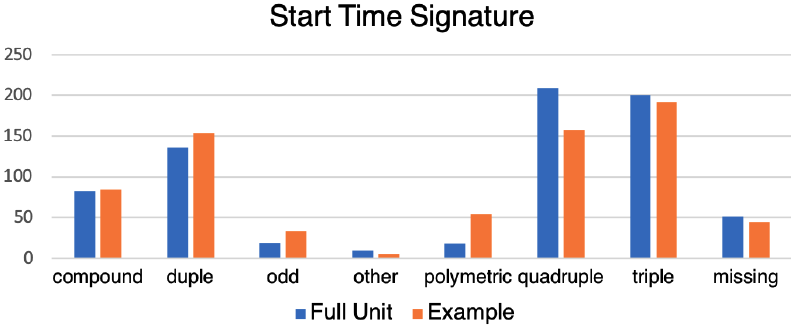 Start Time Signature
250
200
150
100
50
0
compound duple odd other polymetric quadruple triple missing
Full Unit Example